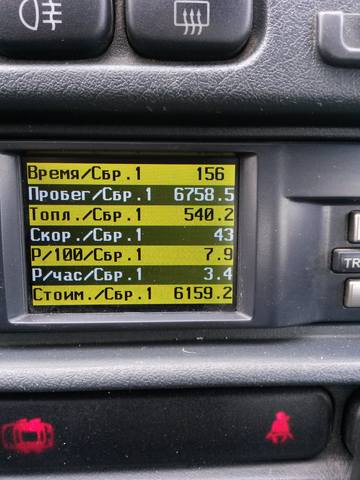 Время/Сбр.1 156
Пробег/Сбр.1 6758.5
Топл./Сбр.1 540.2
Скор./Сбр.1 43
Р/100/Сбр.1 7.9
Р/час/Сбр.1 3.4
Стоим./Сбр.1 6159.2
TR